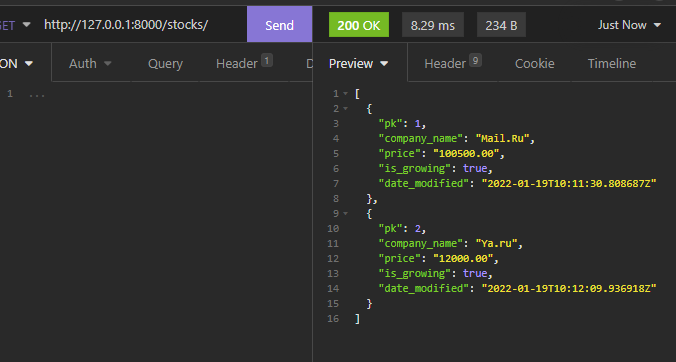 GET http://127.0.0.1:8000/stocks/ Send 200 OK 8.29 ms 234 B Just Now
ON Auth Query Header 1 D Preview Header 9 Cookie Timeline
1 ...
1 [
2 {
3 "pk": 1,
4 "company_name": "Mail.Ru",
5 "price": "100500.00",
6 "is_growing": true,
7 "date_modified": "2022-01-19T10:11:30.808687Z"
8 },
9 {
10 "pk": 2,
11 "company_name": "Ya.ru",
12 "price": "12000.00",
13 "is_growing": true,
14 "date_modified": "2022-01-19T10:12:09.936918Z"
15 }
16 ]